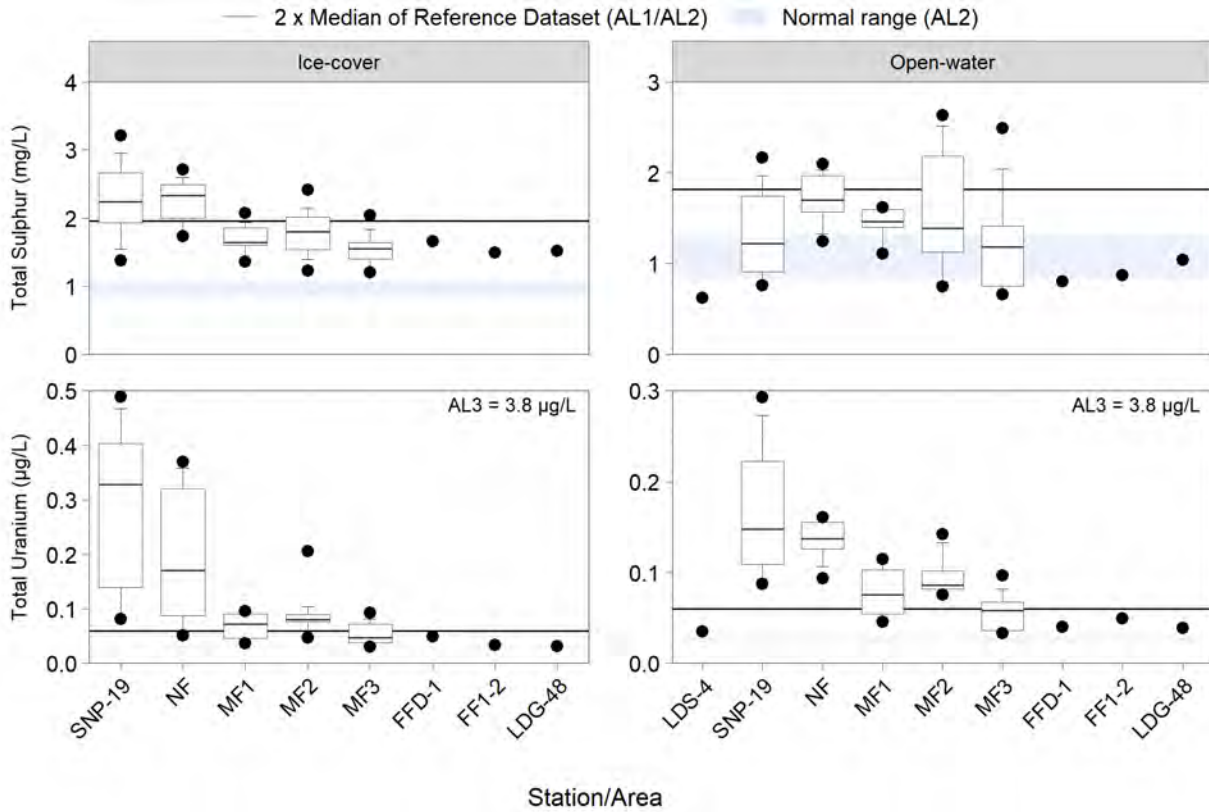 2 x Median of Reference Dataset (AL1/AL2) Normal range (AL2)
Ice-cover
Open-water
Total Sulphur (mg/L)
4
3
2
1
0
3
2
1
0
Total Uranium (µg/L)
0.5
0.4
0.3
0.2
0.1
0.0
AL3 = 3.8 µg/L
0.3
0.2
0.1
0.0
AL3 = 3.8 µg/L
SNP-19
NF
MF1
MF2
MF3
FFD-1
FF1-2
LDG-48
LDS-4
SNP-19
NF
MF1
MF2
MF3
FFD-1
FF1-2
LDG-48
Station/Area